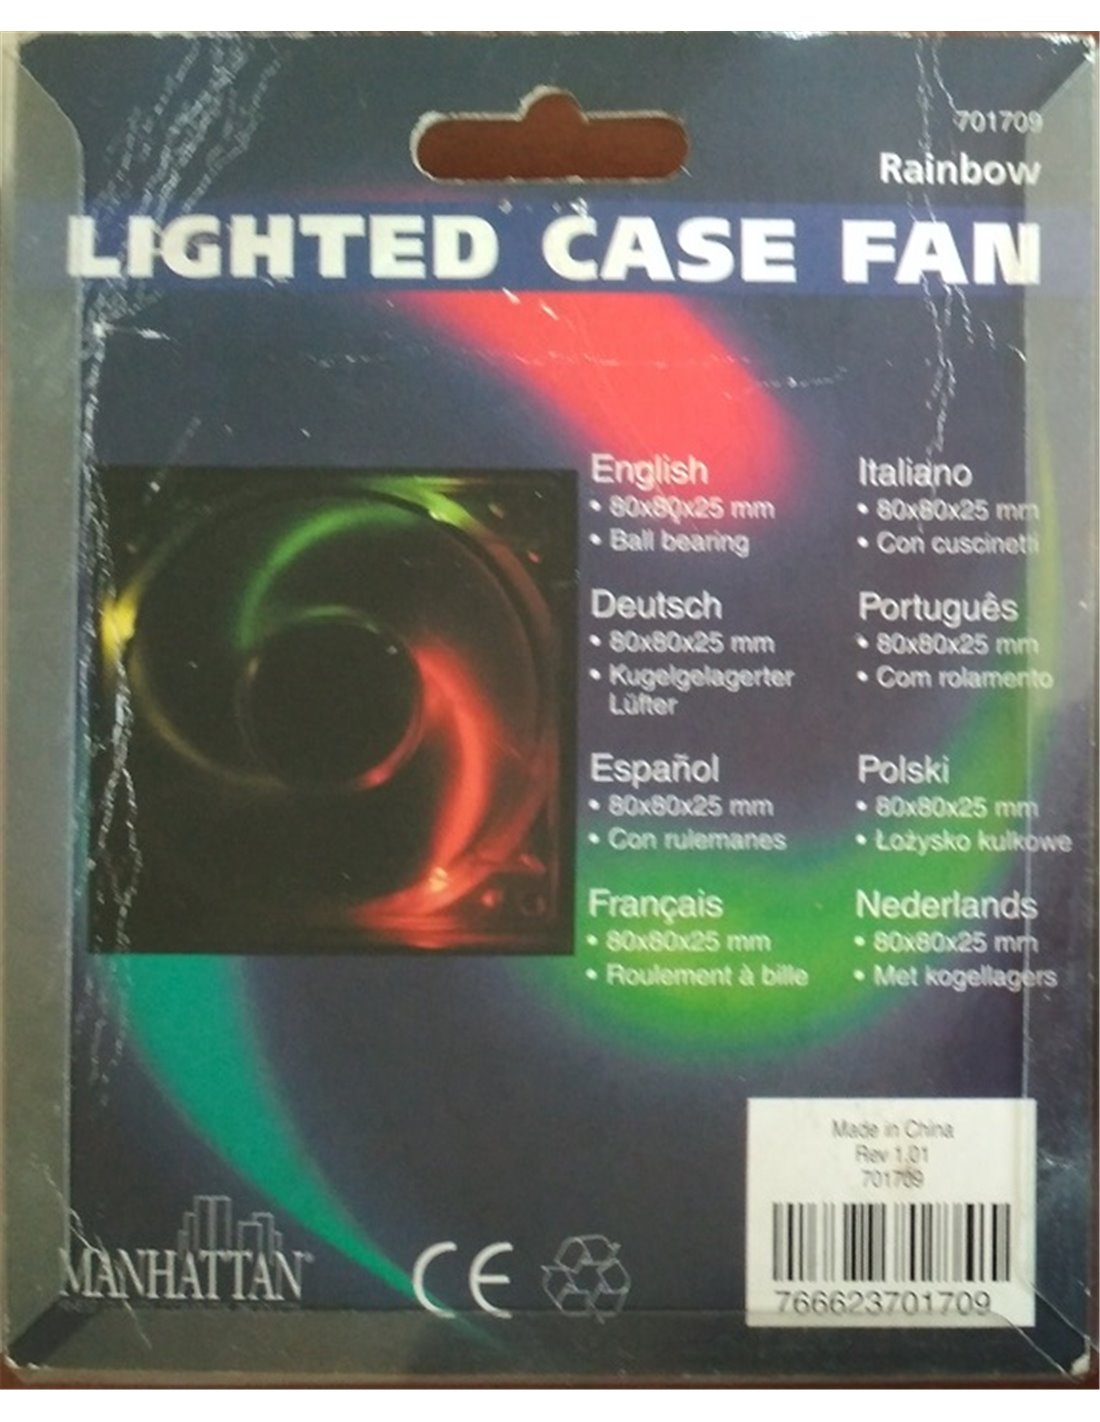 701709
Rainbow
LIGHTED CASE FAN
English
• 80x80x25 mm
• Ball bearing
Deutsch
• 80x80x25 mm
• Kugelgelagerter
Lüfter
Español
• 80x80x25 mm
• Con rulemanes
Français
• 80x80x25 mm
• Roulement à bille
Italiano
• 80x80x25 mm
• Con cuscinetti
Português
• 80x80x25 mm
• Com rolamento
Polski
• 80x80x25 mm
• Łożysko kulkowe
Nederlands
• 80x80x25 mm
• Met kogellagers
Made in China
Rev 1.01
701709
766623701709
MANHATTAN
CE